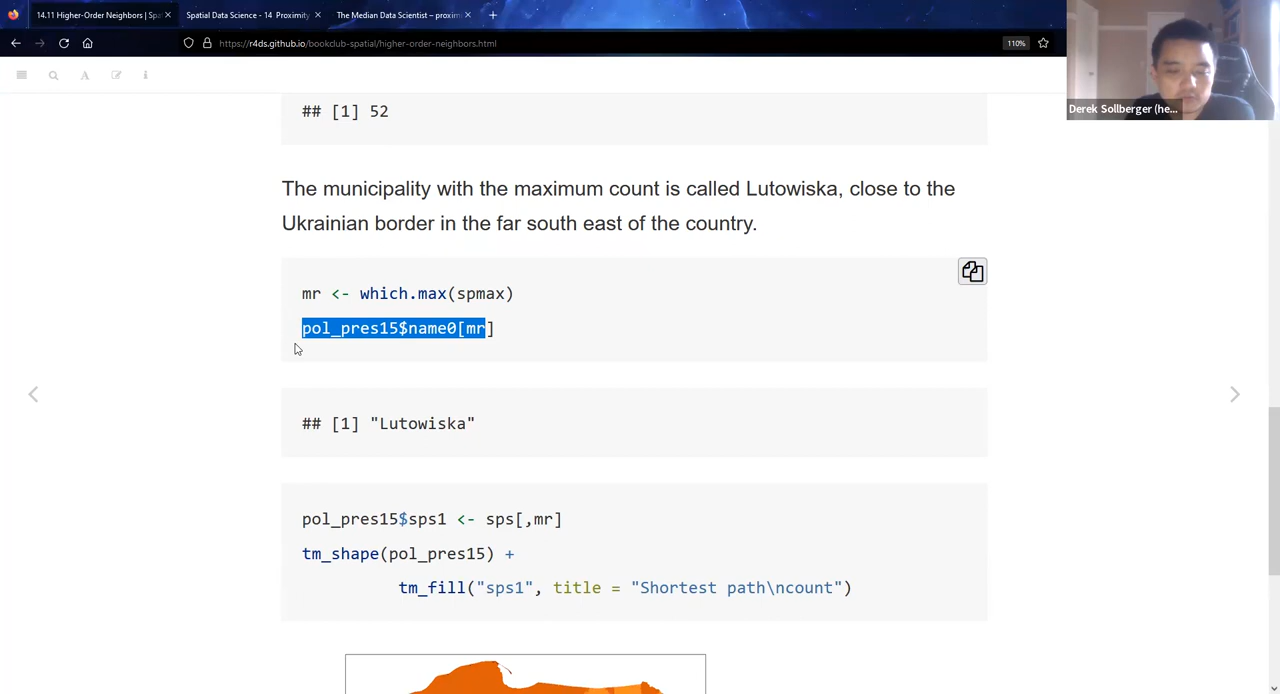 14.11 Higher-Order Neighbors | Spa
Spatial Data Science - 14 Proximity
The Median Data Scientist – proxim
https://r4ds.github.io/bookclub-spatial/higher-order-neighbors.html
110%
Derek Sollberger (he...
## [1] 52
The municipality with the maximum count is called Lutowiska, close to the
Ukrainian border in the far south east of the country.
mr <- which.max(spmax)
pol_pres15$name0[mr]
## [1] "Lutowiska"
pol_pres15$sps1 <- sps[,mr]
tm_shape(pol_pres15) +
tm_fill("sps1", title = "Shortest path\ncount")